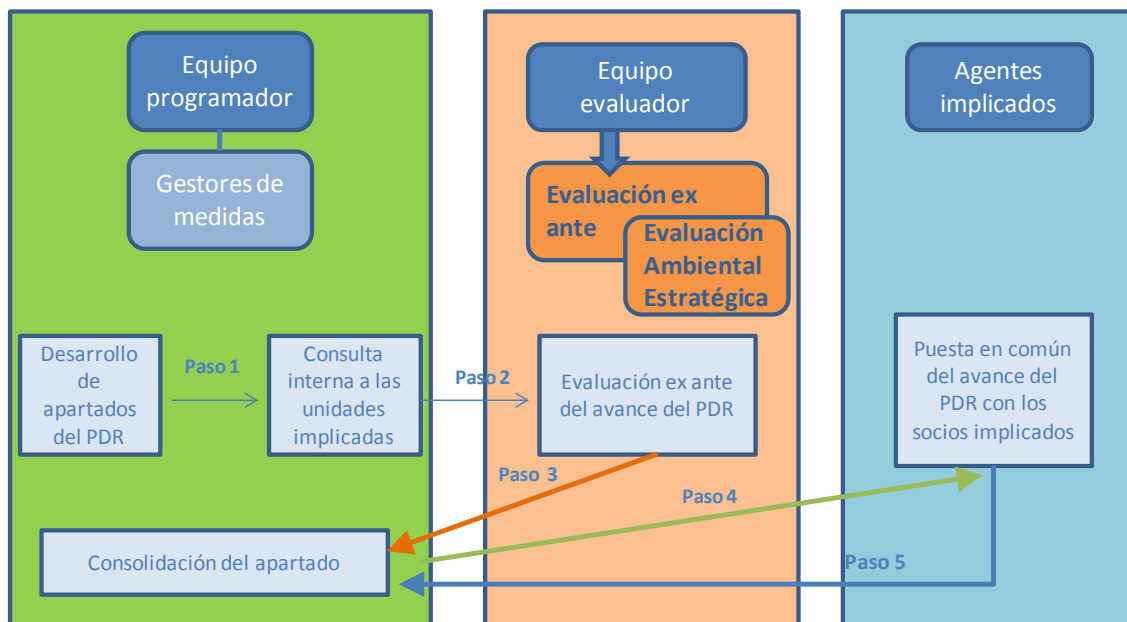 Equipo
programador
Gestores de
medidas
Equipo
evaluador
Evaluación ex
ante
Evaluación
Ambiental
Estratégica
Agentes
implicados
Desarrollo
de
apartados
del PDR
Paso 1
Consulta
interna a las
unidades
implicadas
Paso 2
Evaluación ex ante
del avance del PDR
Puesta en común
del avance del
PDR con los
socios implicados
Paso 3
Paso 4
Consolidación del apartado
Paso 5